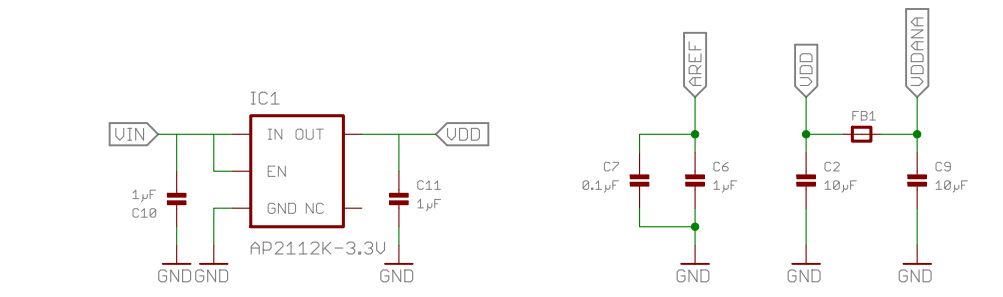 IC1
VIN
IN OUT
VDD
EN
1µF
C10
GND NC
C11
1µF
AP2112K-3.3V
GND
GND
GND
AREF
C7
0.1µF
C6
1µF
GND
VDD
VDDANA
FB1
C2
10µF
C9
10µF
GND
GND